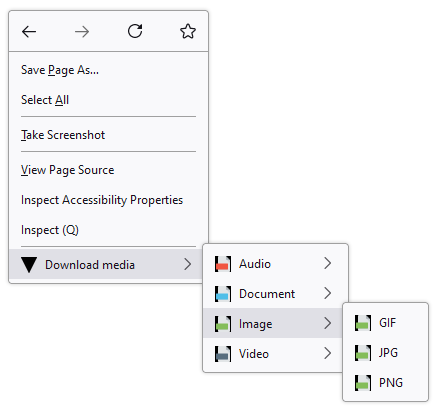 Save Page As...
Select All
Take Screenshot
View Page Source
Inspect Accessibility Properties
Inspect (Q)
Download media
Audio
Document
Image
Video
GIF
JPG
PNG